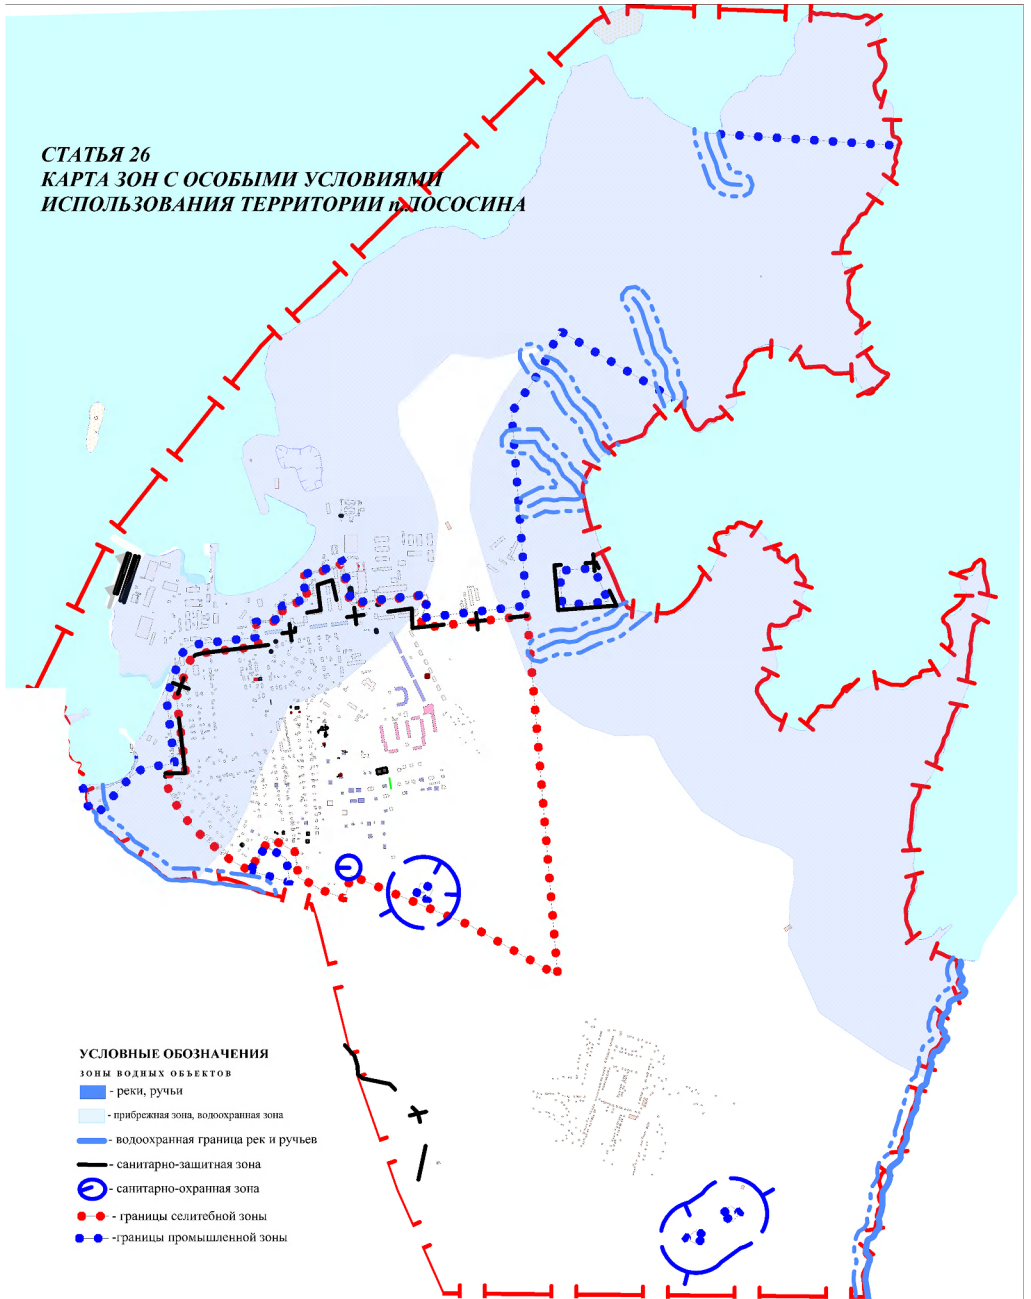 СТАТЬЯ 26
КАРТА ЗОН С ОСОБЫМИ УСЛОВИЯМИ
ИСПОЛЬЗОВАНИЯ ТЕРРИТОРИИ п.ЛОСОСИНА
УСЛОВНЫЕ ОБОЗНАЧЕНИЯ
ЗОНЫ ВОДНЫХ ОБЪЕКТОВ
- реки, ручьи
- прибрежная зона, водоохранная зона
- водоохранная граница рек и ручьев
- санитарно-защитная зона
- санитарно-охранная зона
- границы селитебной зоны
-границы промышленной зоны